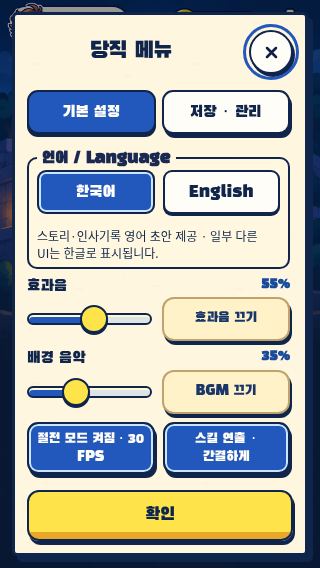 당직 메뉴
×
기본 설정
저장 · 관리
언어 / Language
한국어
English
스토리·인사기록 영어 초안 제공 · 일부 다른
UI는 한글로 표시됩니다.
효과음
55%
효과음 끄기
배경 음악
35%
BGM 끄기
절전 모드 켜짐 · 30
FPS
스킬 연출 ·
간결하게
확인